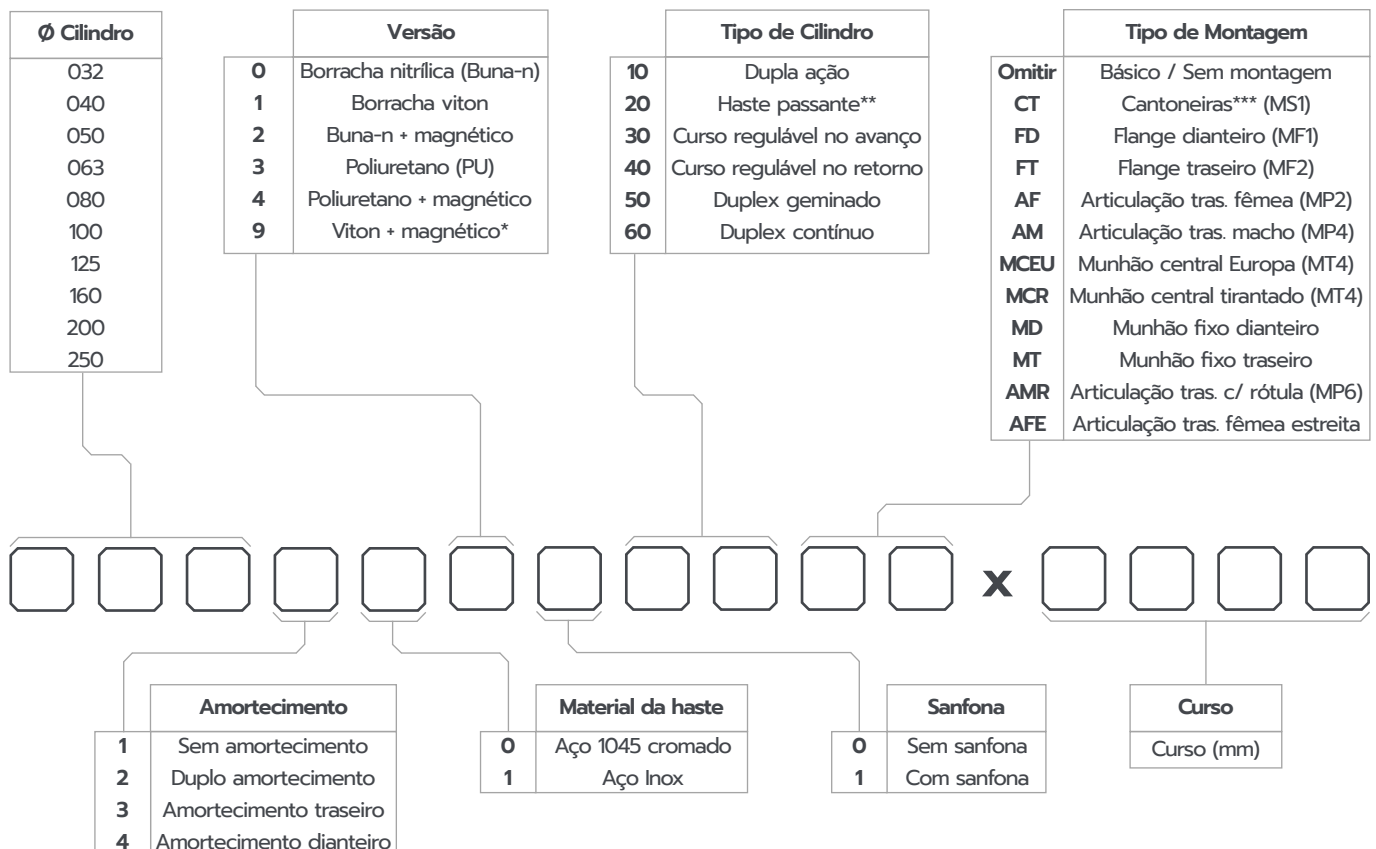 Ø Cilindro
032
040
050
063
080
100
125
160
200
250
Versão
0 Borracha nitrílica (Buna-n)
1 Borracha viton
2 Buna-n + magnético
3 Poliuretano (PU)
4 Poliuretano + magnético
9 Viton + magnético*
Tipo de Cilindro
10 Dupla ação
20 Haste passante**
30 Curso regulável no avanço
40 Curso regulável no retorno
50 Duplex geminado
60 Duplex contínuo
Tipo de Montagem
Omitir Básico / Sem montagem
CT Cantoneiras*** (MS1)
FD Flange dianteiro (MF1)
FT Flange traseiro (MF2)
AF Articulação tras. fêmea (MP2)
AM Articulação tras. macho (MP4)
MCEU Munhão central Europa (MT4)
MCR Munhão central tirantado (MT4)
MD Munhão fixo dianteiro
MT Munhão fixo traseiro
AMR Articulação tras. c/ rótula (MP6)
AFE Articulação tras. fêmea estreita
x
Amortecimento
1 Sem amortecimento
2 Duplo amortecimento
3 Amortecimento traseiro
4 Amortecimento dianteiro
Material da haste
0 Aço 1045 cromado
1 Aço Inox
Sanfona
0 Sem sanfona
1 Com sanfona
Curso
Curso (mm)